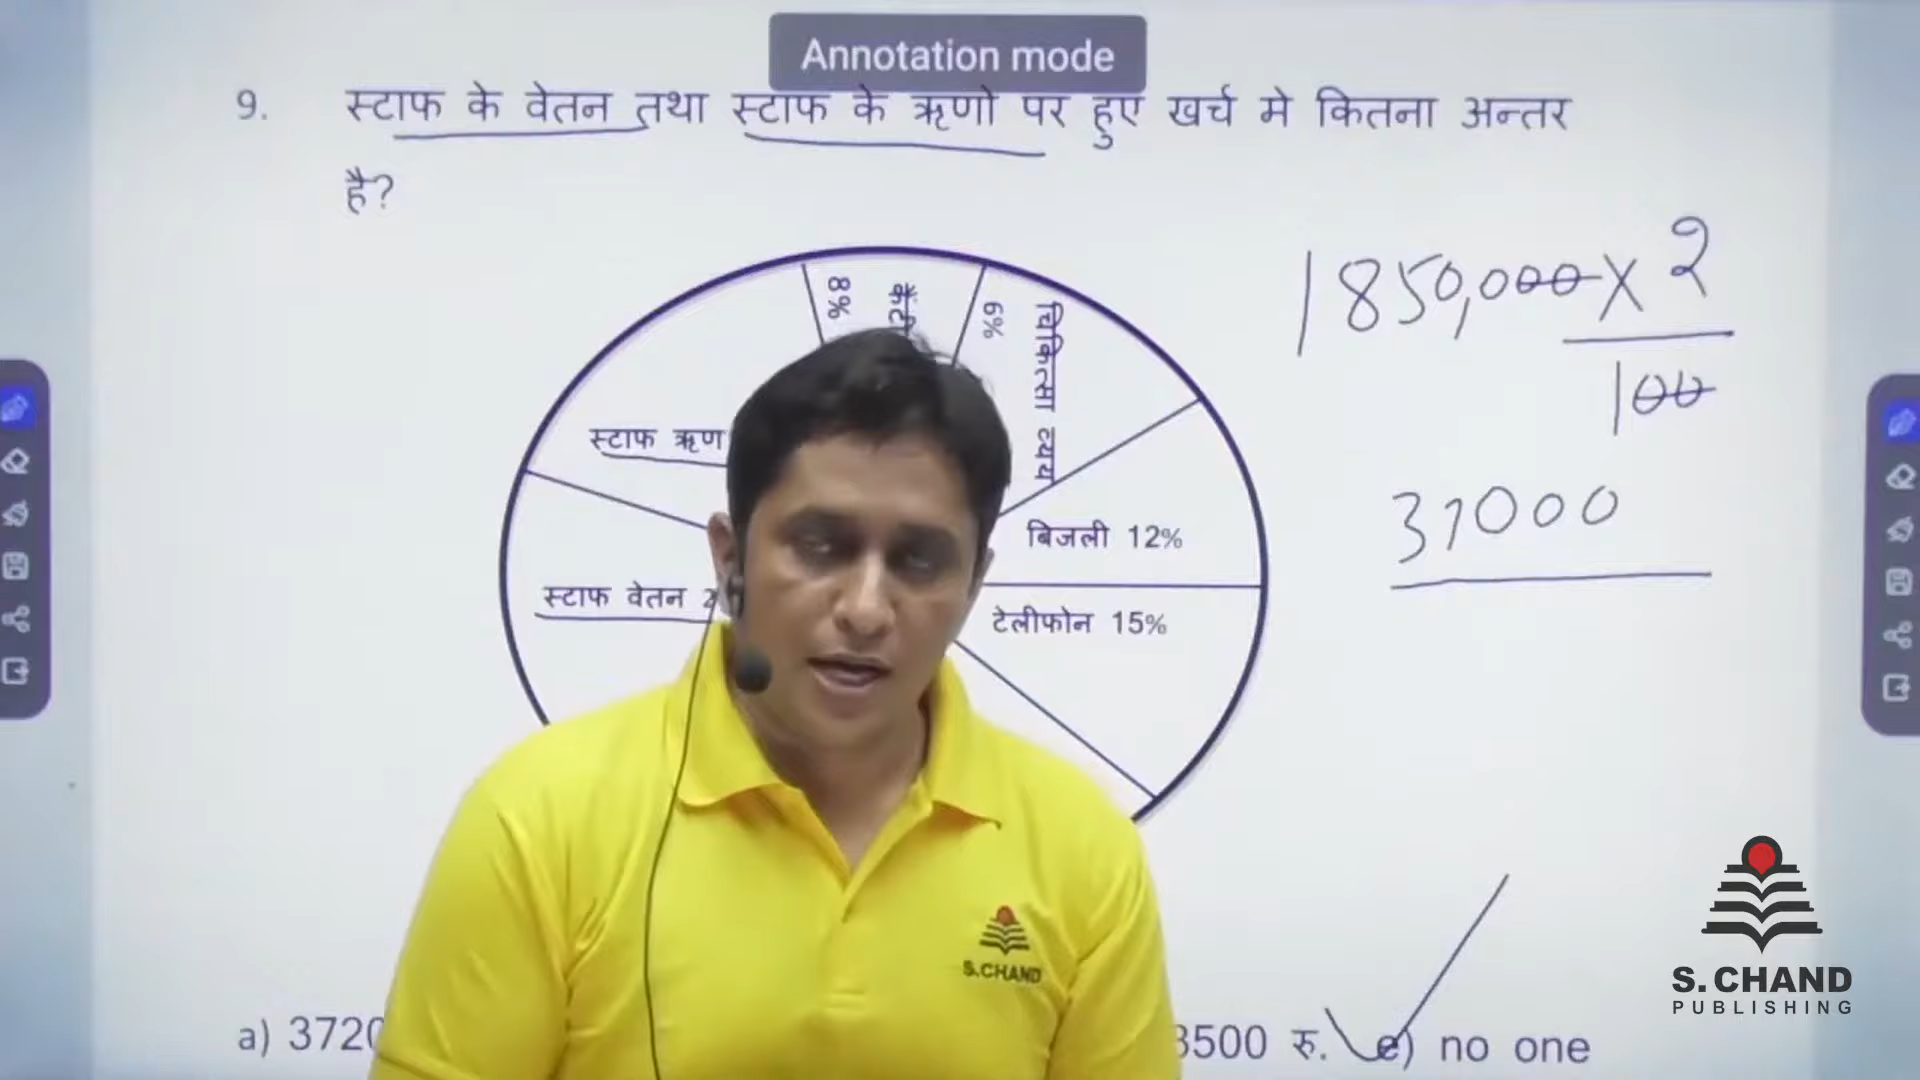 Annotation mode
9. स्टाफ के वेतन तथा स्टाफ के ऋणो पर हुए खर्च मे कितना अन्तर
है?
8%
6%
चिकित्सा व्यय
1850,000 X 2
100
स्टाफ ऋण
37000
बिजली 12%
स्टाफ वेतन
टेलीफोन 15%
S.CHAND
S. CHAND
PUBLISHING
a) 3720
3500 रु. e) no one